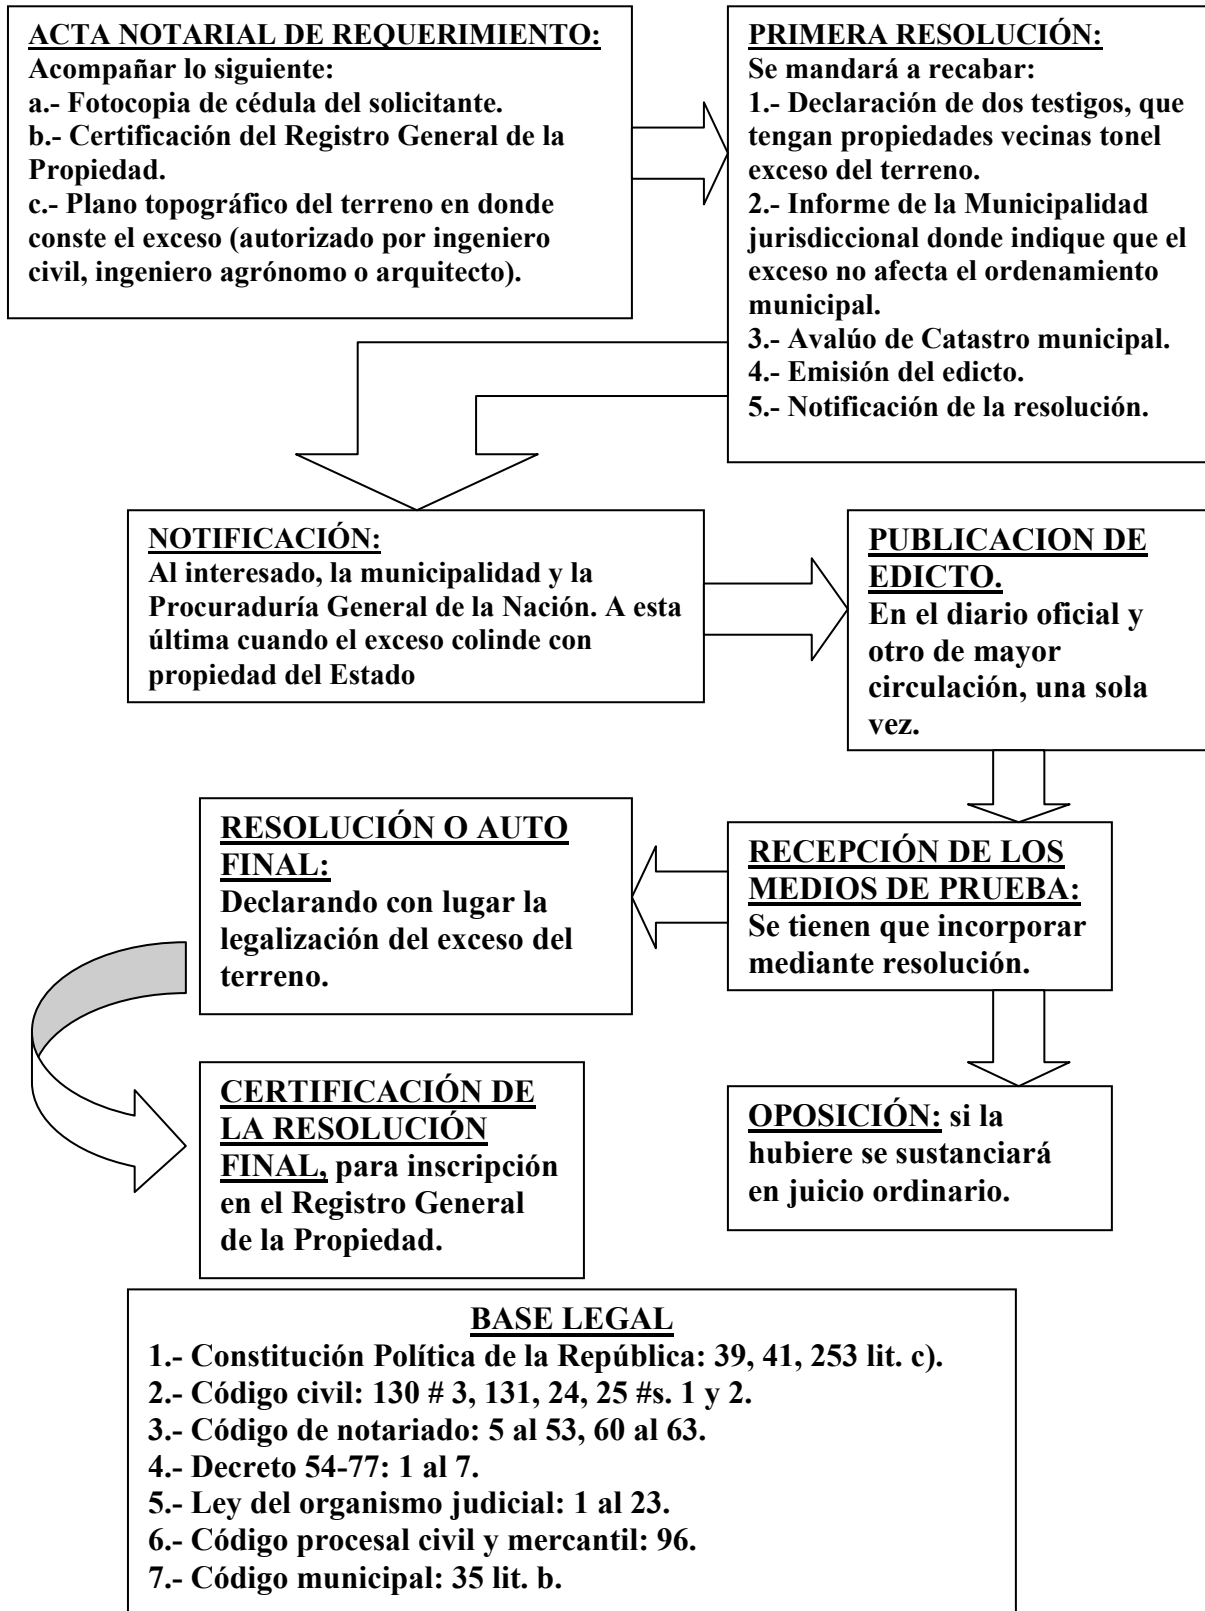 ACTA NOTARIAL DE REQUERIMIENTO:
Acompañar lo siguiente:
a.- Fotocopia de cédula del solicitante.
b.- Certificación del Registro General de la
Propiedad.
c.- Plano topográfico del terreno en donde
conste el exceso (autorizado por ingeniero
civil, ingeniero agrónomo o arquitecto).
PRIMERA RESOLUCIÓN:
Se mandará a recabar:
1.- Declaración de dos testigos, que
tengan propiedades vecinas tonel
exceso del terreno.
2.- Informe de la Municipalidad
jurisdiccional donde indique que el
exceso no afecta el ordenamiento
municipal.
3.- Avalúo de Catastro municipal.
4.- Emisión del edicto.
5.- Notificación de la resolución.
NOTIFICACIÓN:
Al interesado, la municipalidad y la
Procuraduría General de la Nación. A esta
última cuando el exceso colinde con
propiedad del Estado
PUBLICACION DE
EDICTO.
En el diario oficial y
otro de mayor
circulación, una sola
vez.
RECEPCIÓN DE LOS
MEDIOS DE PRUEBA:
Se tienen que incorporar
mediante resolución.
RESOLUCIÓN O AUTO
FINAL:
Declarando con lugar la
legalización del exceso del
terreno.
CERTIFICACIÓN DE
LA RESOLUCIÓN
FINAL, para inscripción
en el Registro General
de la Propiedad.
OPOSICIÓN: si la
hubiere se sustanciará
en juicio ordinario.
BASE LEGAL
1.- Constitución Política de la República: 39, 41, 253 lit. c).
2.- Código civil: 130 # 3, 131, 24, 25 #s. 1 y 2.
3.- Código de notariado: 5 al 53, 60 al 63.
4.- Decreto 54-77: 1 al 7.
5.- Ley del organismo judicial: 1 al 23.
6.- Código procesal civil y mercantil: 96.
7.- Código municipal: 35 lit. b.